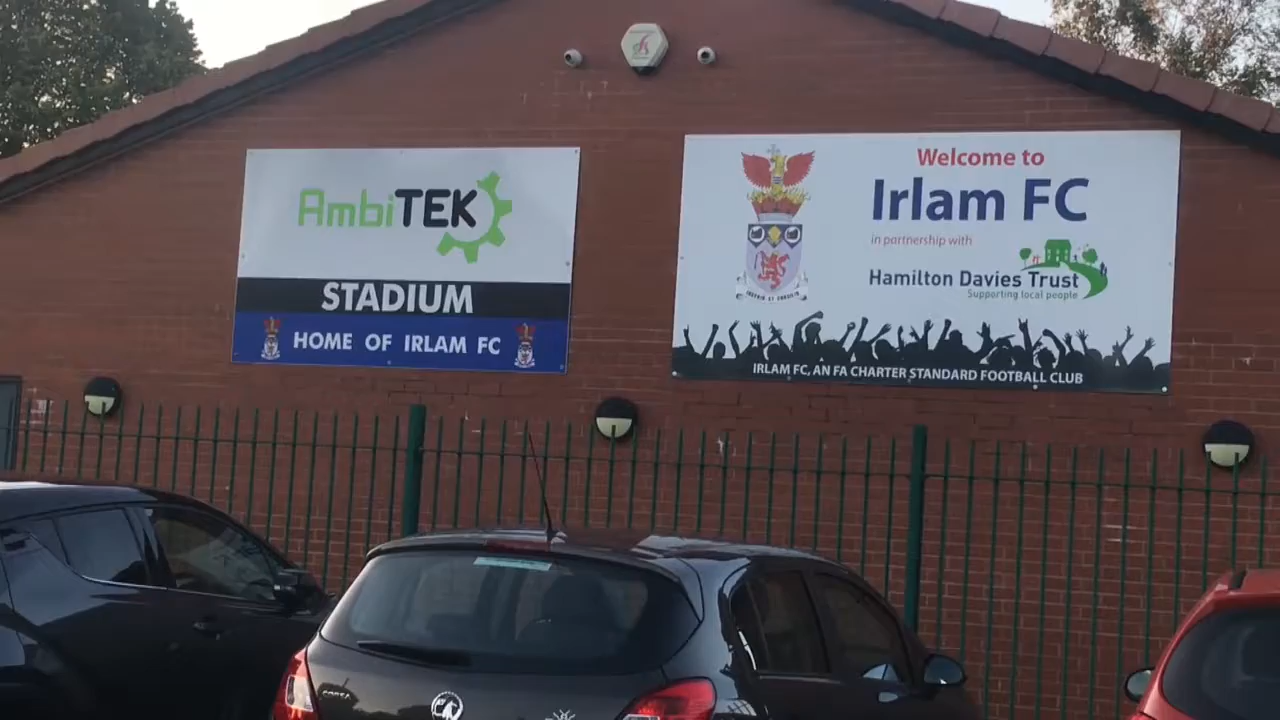 AmbiTEK
STADIUM
HOME OF IRLAM FC
Welcome to
Irlam FC
in partnership with
Hamilton Davies Trust
Supporting local people
IRLAM FC, AN FA CHARTER STANDARD FOOTBALL CLUB
CORSA